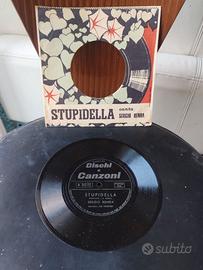 STUPIDELLA
canta SERGIO RENDA
Dischi
Canzoni
STUPIDELLA
SERGIO RENDA
subito